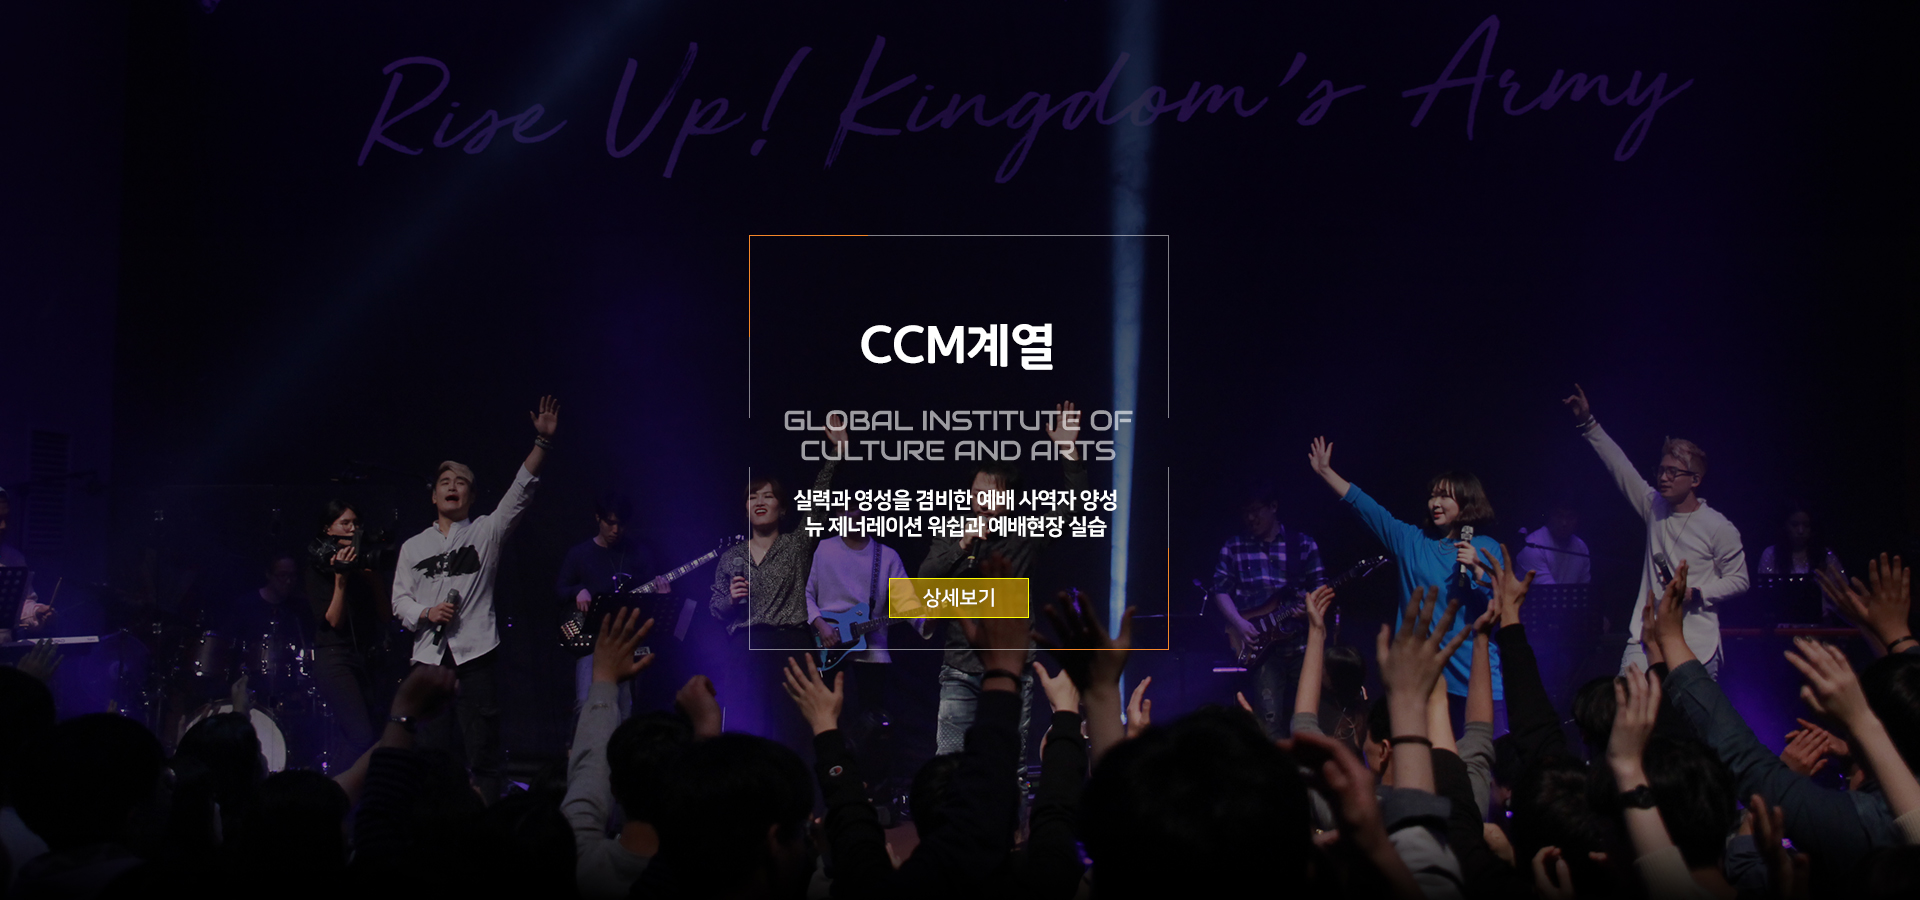 Rise Up! Kingdom's Army
CCM계열
GLOBAL INSTITUTE OF
CULTURE AND ARTS
실력과 영성을 겸비한 예배 사역자 양성
뉴 제너레이션 워쉽과 예배현장 실습
상세보기